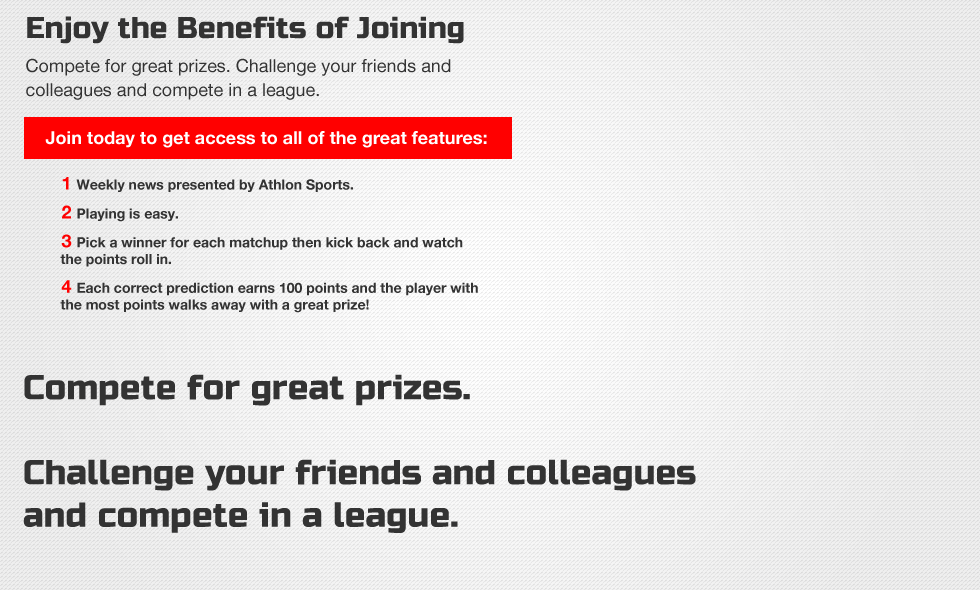 Enjoy the Benefits of Joining
Compete for great prizes. Challenge your friends and
colleagues and compete in a league.
Join today to get access to all of the great features:
1 Weekly news presented by Athlon Sports.
2 Playing is easy.
3 Pick a winner for each matchup then kick back and watch
the points roll in.
4 Each correct prediction earns 100 points and the player with
the most points walks away with a great prize!
Compete for great prizes.
Challenge your friends and colleagues
and compete in a league.